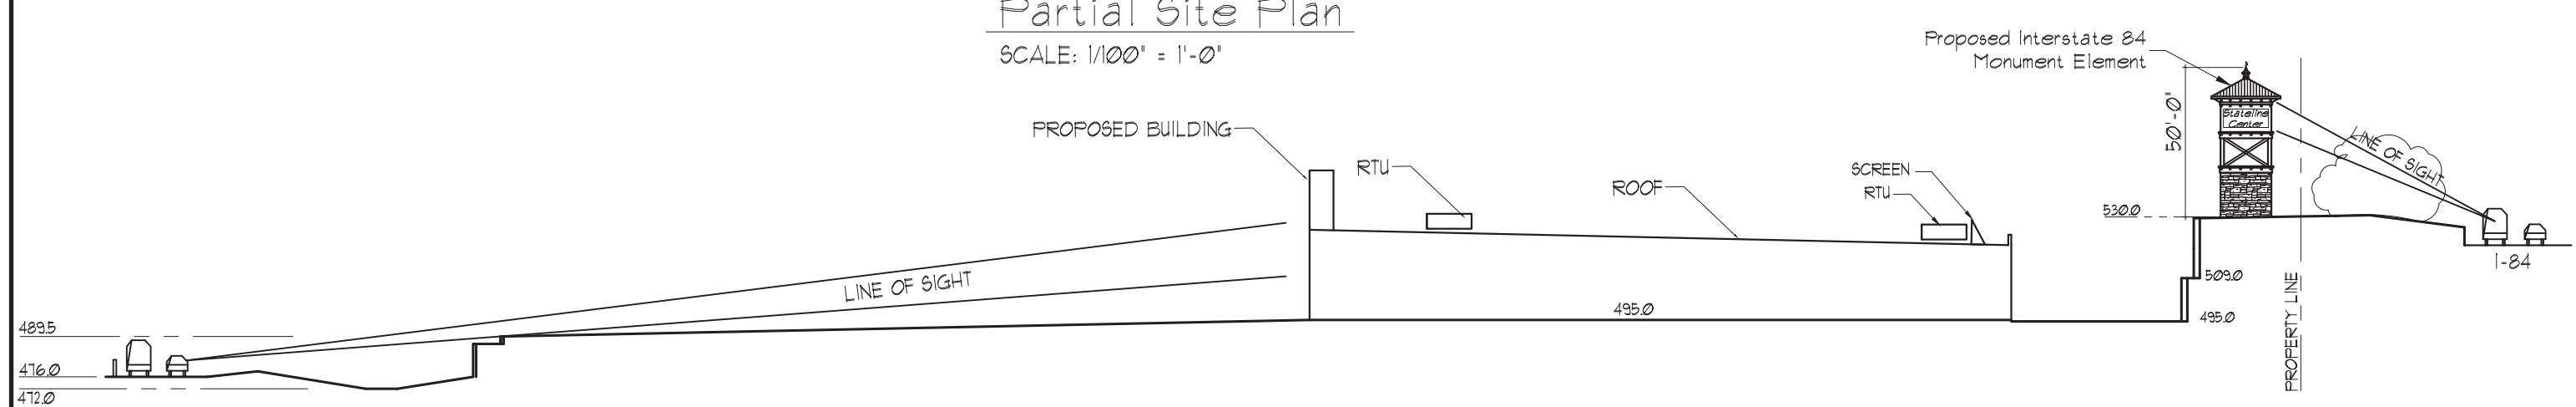 Partial Site Plan
SCALE: 1/100" = 1'-0"
Proposed Interstate 84
Monument Element
50'-0"
Stateline
Center
LINE OF SIGHT
PROPOSED BUILDING
RTU
ROOF
SCREEN
RTU
530.0
I-84
509.0
PROPERTY LINE
LINE OF SIGHT
495.0
495.0
489.5
476.0
472.0